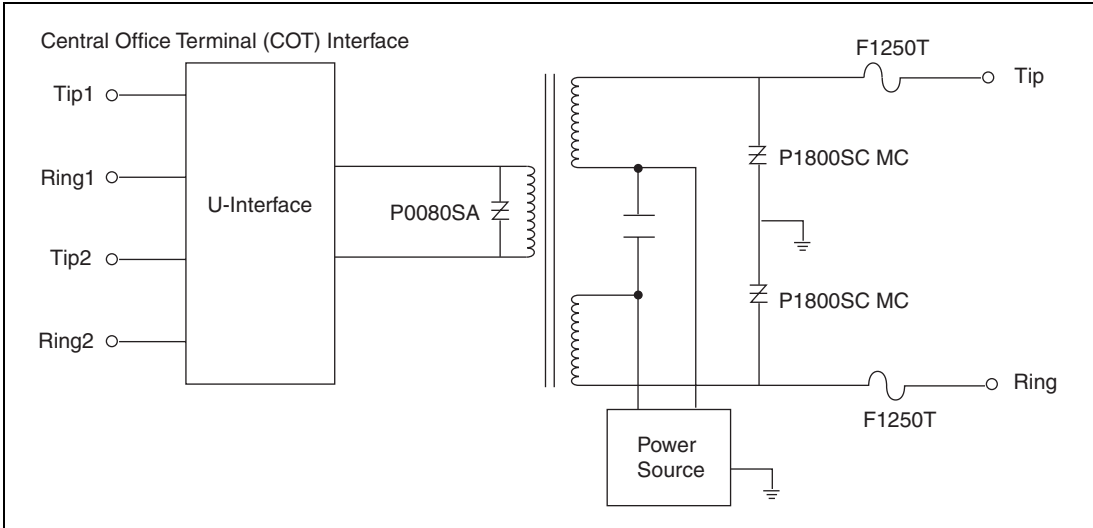 Central Office Terminal (COT) Interface
F1250T
Tip1
Tip
P1800SC MC
Ring1
U-Interface
P0080SA
Tip2
P1800SC MC
Ring2
Ring
F1250T
Power
Source